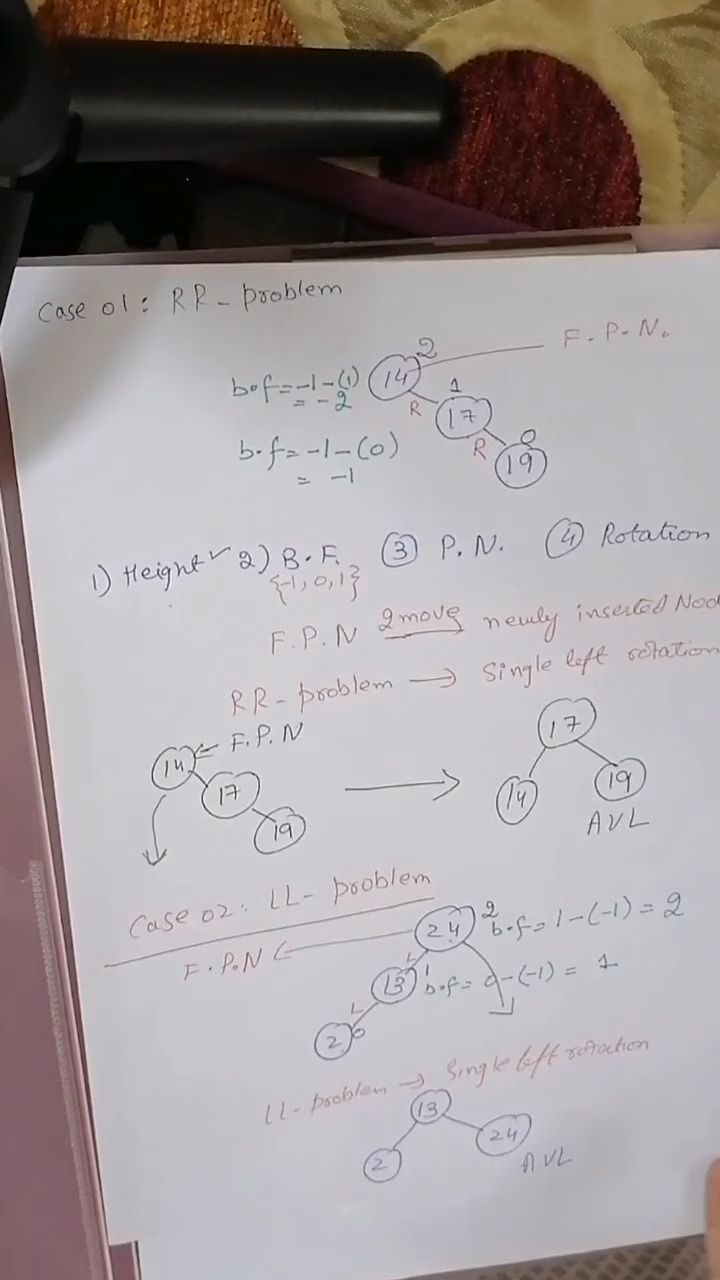 Case 01: RR - problem
F.P.N.
2
b.f = -1-(1)
= -2
14
1
R
17
b.f = -1-(0)
= -1
R
0
19
1) Height ✓ 2) B.F. ③ P.N. ④ Rotation
{-1, 0, 1}
F.P.N 2move newly inserted Nod
RR - problem → Single left rotation
14 ← F.P.N
17
19
→
17
14
19
AVL
Case 02: LL - problem
24
2
b.f = 1-(-1) = 2
F.P.N ←
L
13
1
b.f = 0-(-1) = 1
L
2
0
LL - problem → Single left rotation
13
2
24
AVL